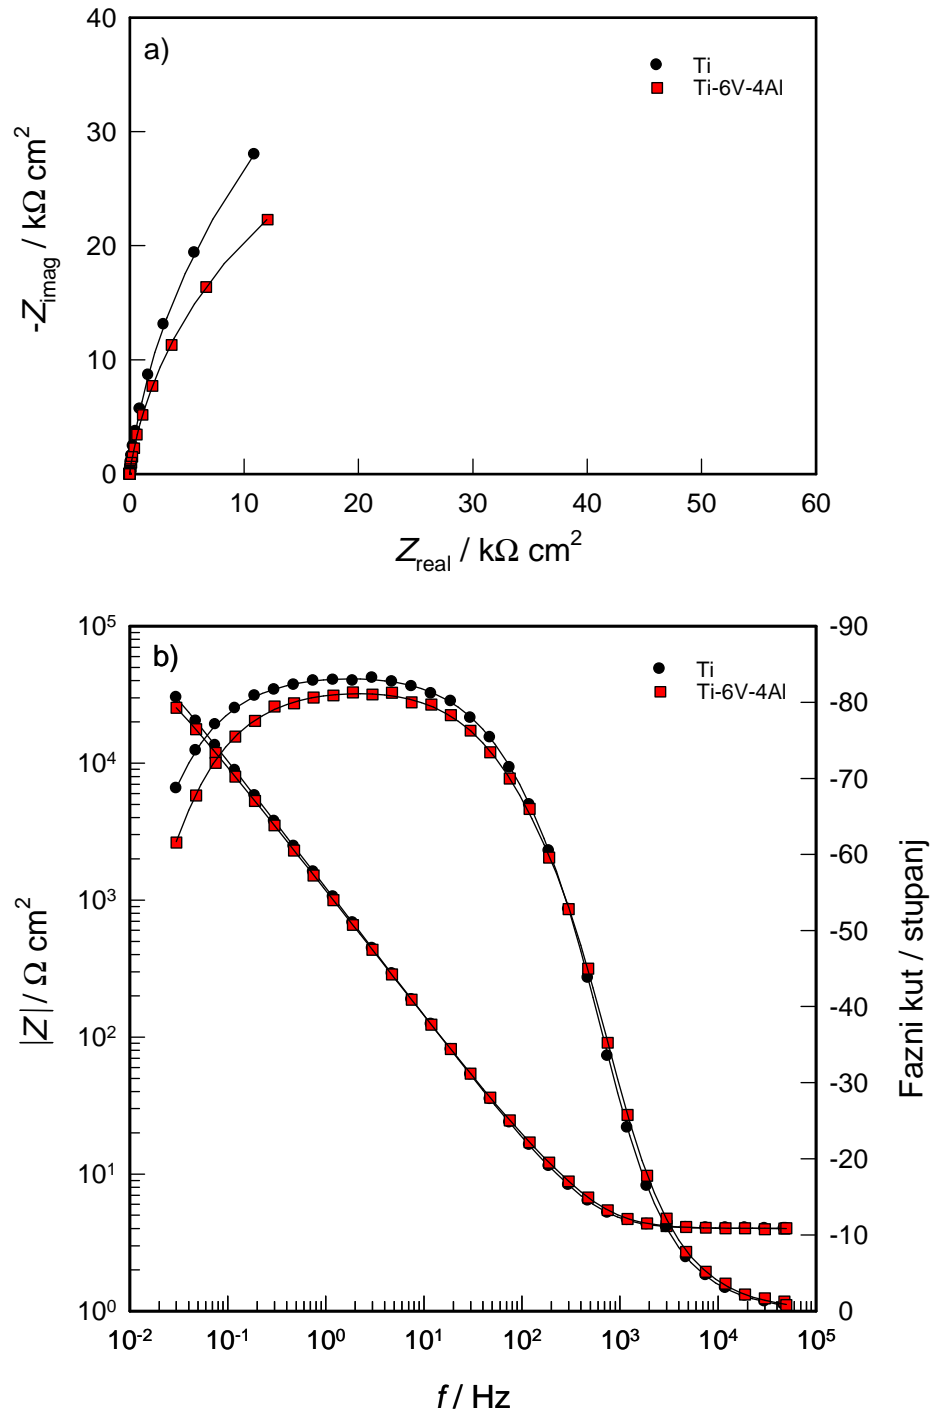 a)
Ti
Ti-6V-4Al
40
30
20
10
0
-Z_imag / kΩ cm²
0 10 20 30 40 50 60
Z_real / kΩ cm²
b)
Ti
Ti-6V-4Al
10⁵
10⁴
10³
10²
10¹
10⁰
|Z| / Ω cm²
-90
-80
-70
-60
-50
-40
-30
-20
-10
0
Fazni kut / stupanj
10⁻² 10⁻¹ 10⁰ 10¹ 10² 10³ 10⁴ 10⁵
f / Hz